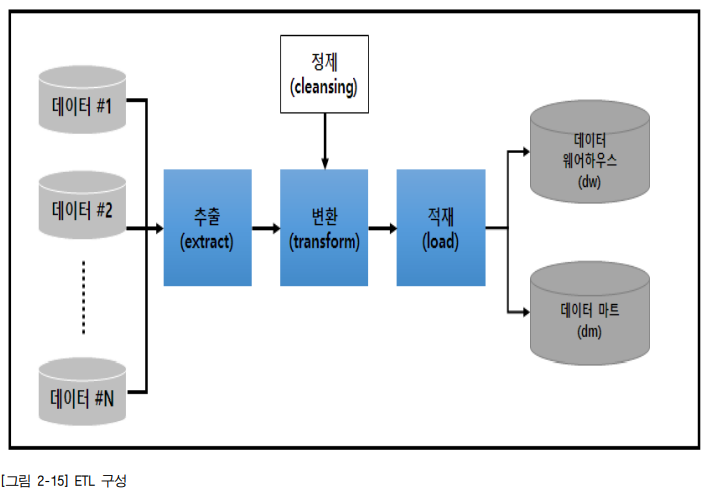 정제
(cleansing)
데이터 #1
데이터 #2
데이터 #N
추출
(extract)
변환
(transform)
적재
(load)
데이터
웨어하우스
(dw)
데이터 마트
(dm)
[그림 2-15] ETL 구성